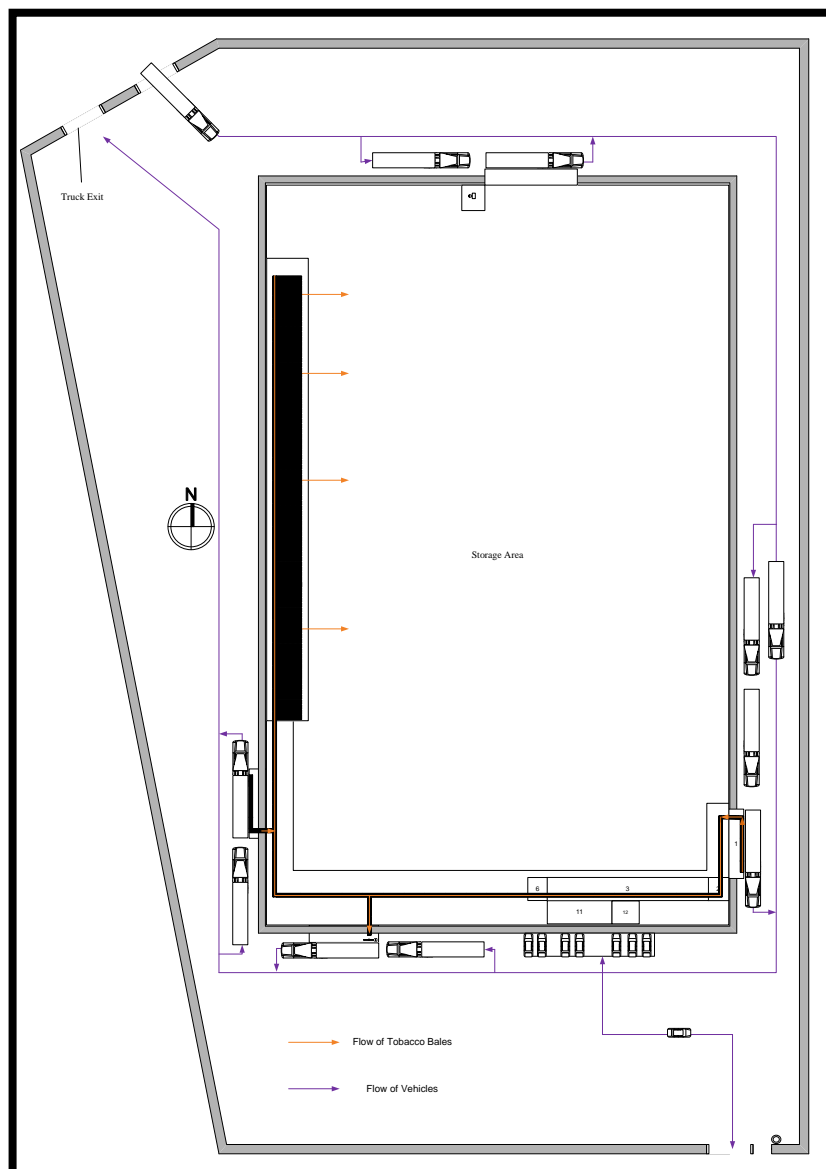 Truck Exit
N
Storage Area
1
6
3
11
12
Flow of Tobacco Bales
Flow of Vehicles